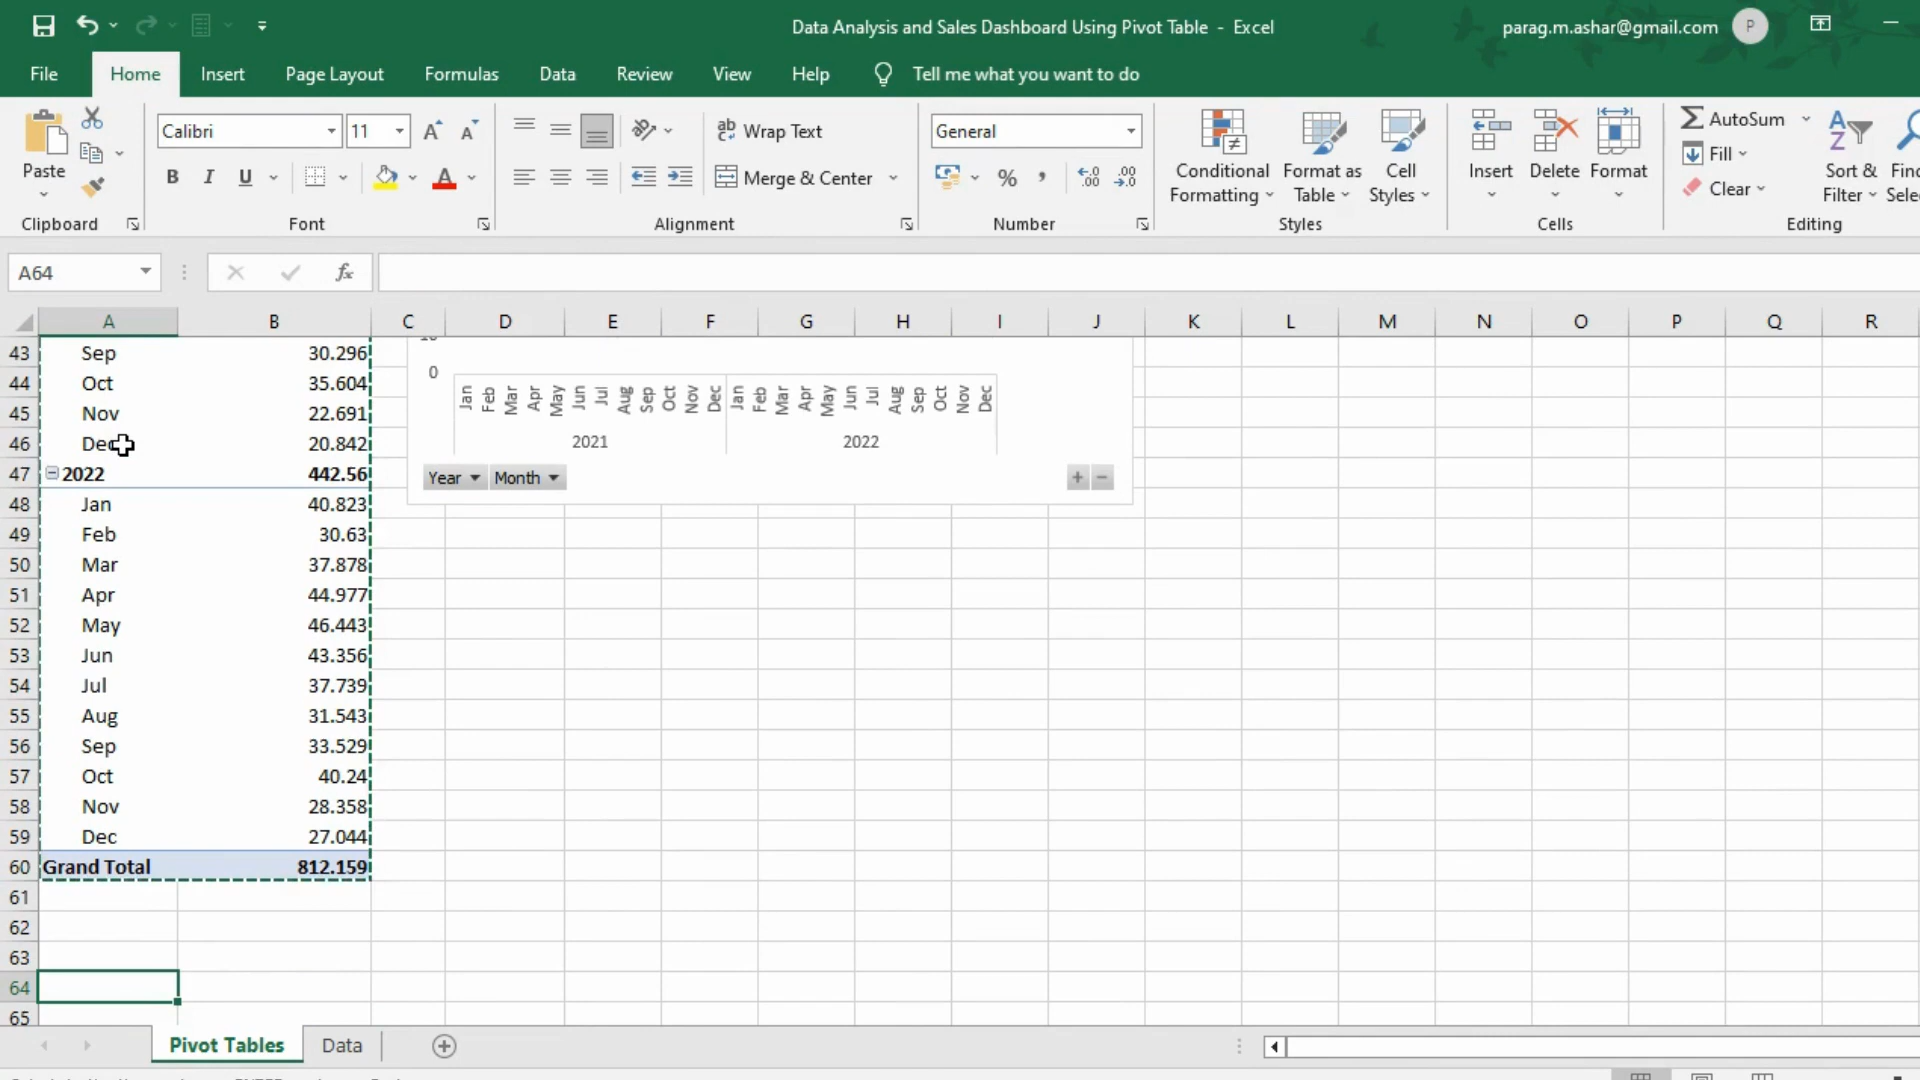 Data Analysis and Sales Dashboard Using Pivot Table - Excel
parag.m.ashar@gmail.com
P
File Home Insert Page Layout Formulas Data Review View Help Tell me what you want to do
Paste
Clipboard
Calibri 11
B I U
Font
Wrap Text
Merge & Center
Alignment
General
Number
Conditional Formatting
Format as Table
Cell Styles
Styles
Insert
Delete
Format
Cells
AutoSum
Fill
Clear
Sort & Filter
Editing
A64
fx
A B C D E F G H I J K L M N O P Q R
43 Sep 30.296
44 Oct 35.604
45 Nov 22.691
46 Dec 20.842
47 2022 442.56
48 Jan 40.823
49 Feb 30.63
50 Mar 37.878
51 Apr 44.977
52 May 46.443
53 Jun 43.356
54 Jul 37.739
55 Aug 31.543
56 Sep 33.529
57 Oct 40.24
58 Nov 28.358
59 Dec 27.044
60 Grand Total 812.159
61
62
63
64
65
0
Jan Feb Mar Apr May Jun Jul Aug Sep Oct Nov Dec Jan Feb Mar Apr May Jun Jul Aug Sep Oct Nov Dec
2021 2022
Year Month
Pivot Tables Data